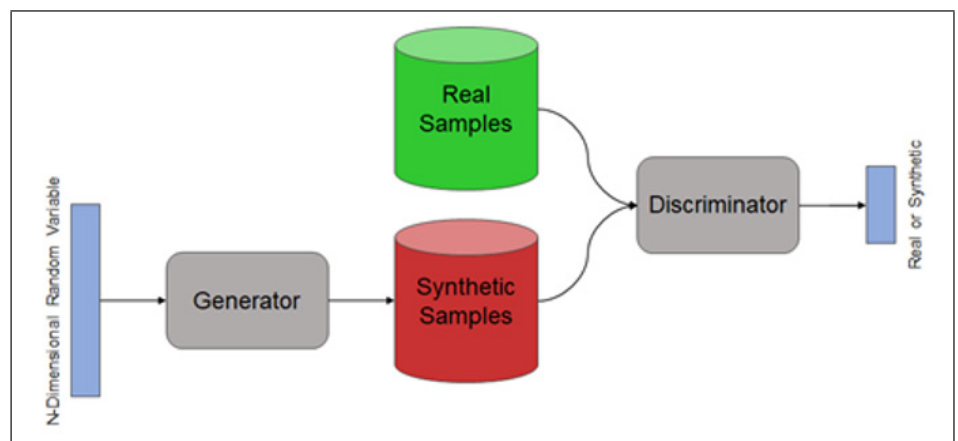 N-Dimensional Random Variable
Generator
Real
Samples
Synthetic
Samples
Discriminator
Real or Synthetic